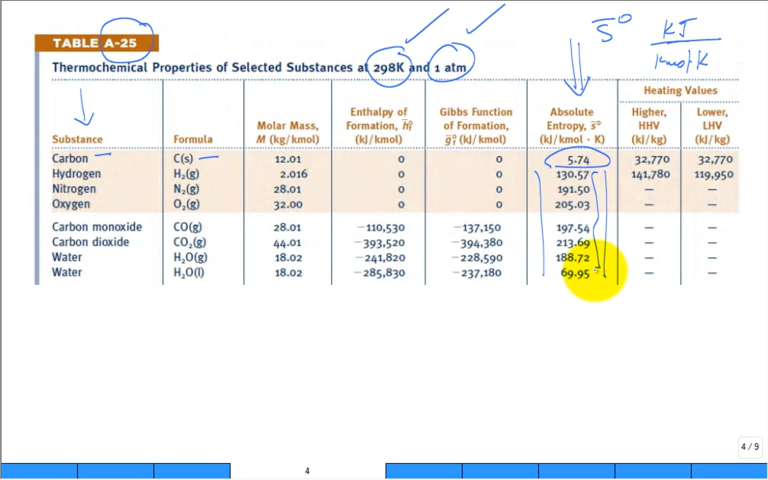 s̄° kJ
kmol K
TABLE A-25
Thermochemical Properties of Selected Substances at 298K and 1 atm
Heating Values
Substance Formula Molar Mass, M (kg/kmol) Enthalpy of Formation, h̄°f (kJ/kmol) Gibbs Function of Formation, ḡ°f (kJ/kmol) Absolute Entropy, s̄° (kJ/kmol · K) Higher, HHV (kJ/kg) Lower, LHV (kJ/kg)
Carbon C(s) 12.01 0 0 5.74 32,770 32,770
Hydrogen H₂(g) 2.016 0 0 130.57 141,780 119,950
Nitrogen N₂(g) 28.01 0 0 191.50 — —
Oxygen O₂(g) 32.00 0 0 205.03 — —
Carbon monoxide CO(g) 28.01 −110,530 −137,150 197.54 — —
Carbon dioxide CO₂(g) 44.01 −393,520 −394,380 213.69 — —
Water H₂O(g) 18.02 −241,820 −228,590 188.72 — —
Water H₂O(l) 18.02 −285,830 −237,180 69.95 — —
4 / 9
4